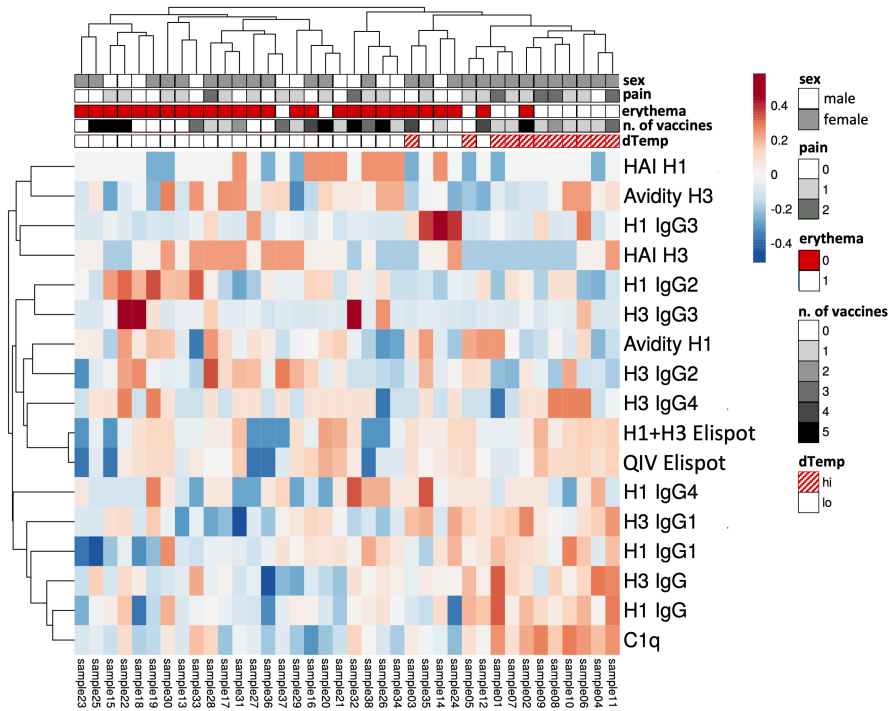 sex
pain
erythema
n. of vaccines
dTemp
HAI H1
Avidity H3
H1 IgG3
HAI H3
H1 IgG2
H3 IgG3
Avidity H1
H3 IgG2
H3 IgG4
H1+H3 Elispot
QIV Elispot
H1 IgG4
H3 IgG1
H1 IgG1
H3 IgG
H1 IgG
C1q
sample23
sample25
sample15
sample22
sample18
sample19
sample30
sample13
sample33
sample28
sample17
sample31
sample27
sample36
sample37
sample29
sample16
sample20
sample21
sample32
sample38
sample26
sample34
sample03
sample35
sample14
sample24
sample05
sample12
sample01
sample07
sample02
sample09
sample08
sample10
sample06
sample04
sample11
0.4
0.2
0
-0.2
-0.4
sex
male
female
pain
0
1
2
erythema
0
1
n. of vaccines
0
1
2
3
4
5
dTemp
hi
lo